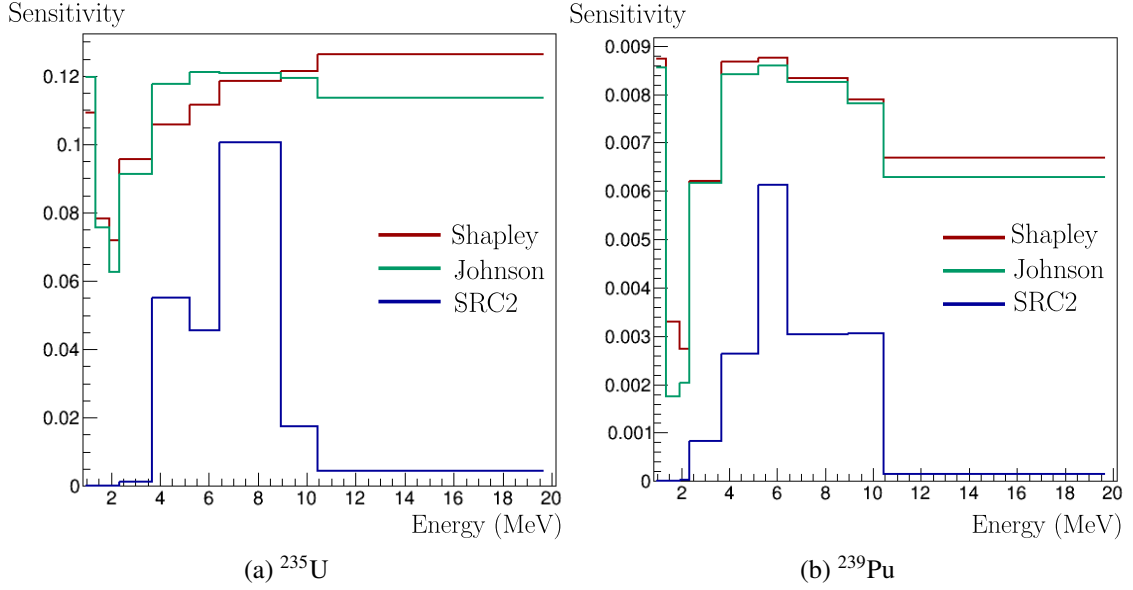 Sensitivity
0.12
0.1
0.08
0.06
0.04
0.02
0
2 4 6 8 10 12 14 16 18 20
Energy (MeV)
Shapley
Johnson
SRC2
(a) ²³⁵U
Sensitivity
0.009
0.008
0.007
0.006
0.005
0.004
0.003
0.002
0.001
0
2 4 6 8 10 12 14 16 18 20
Energy (MeV)
Shapley
Johnson
SRC2
(b) ²³⁹Pu